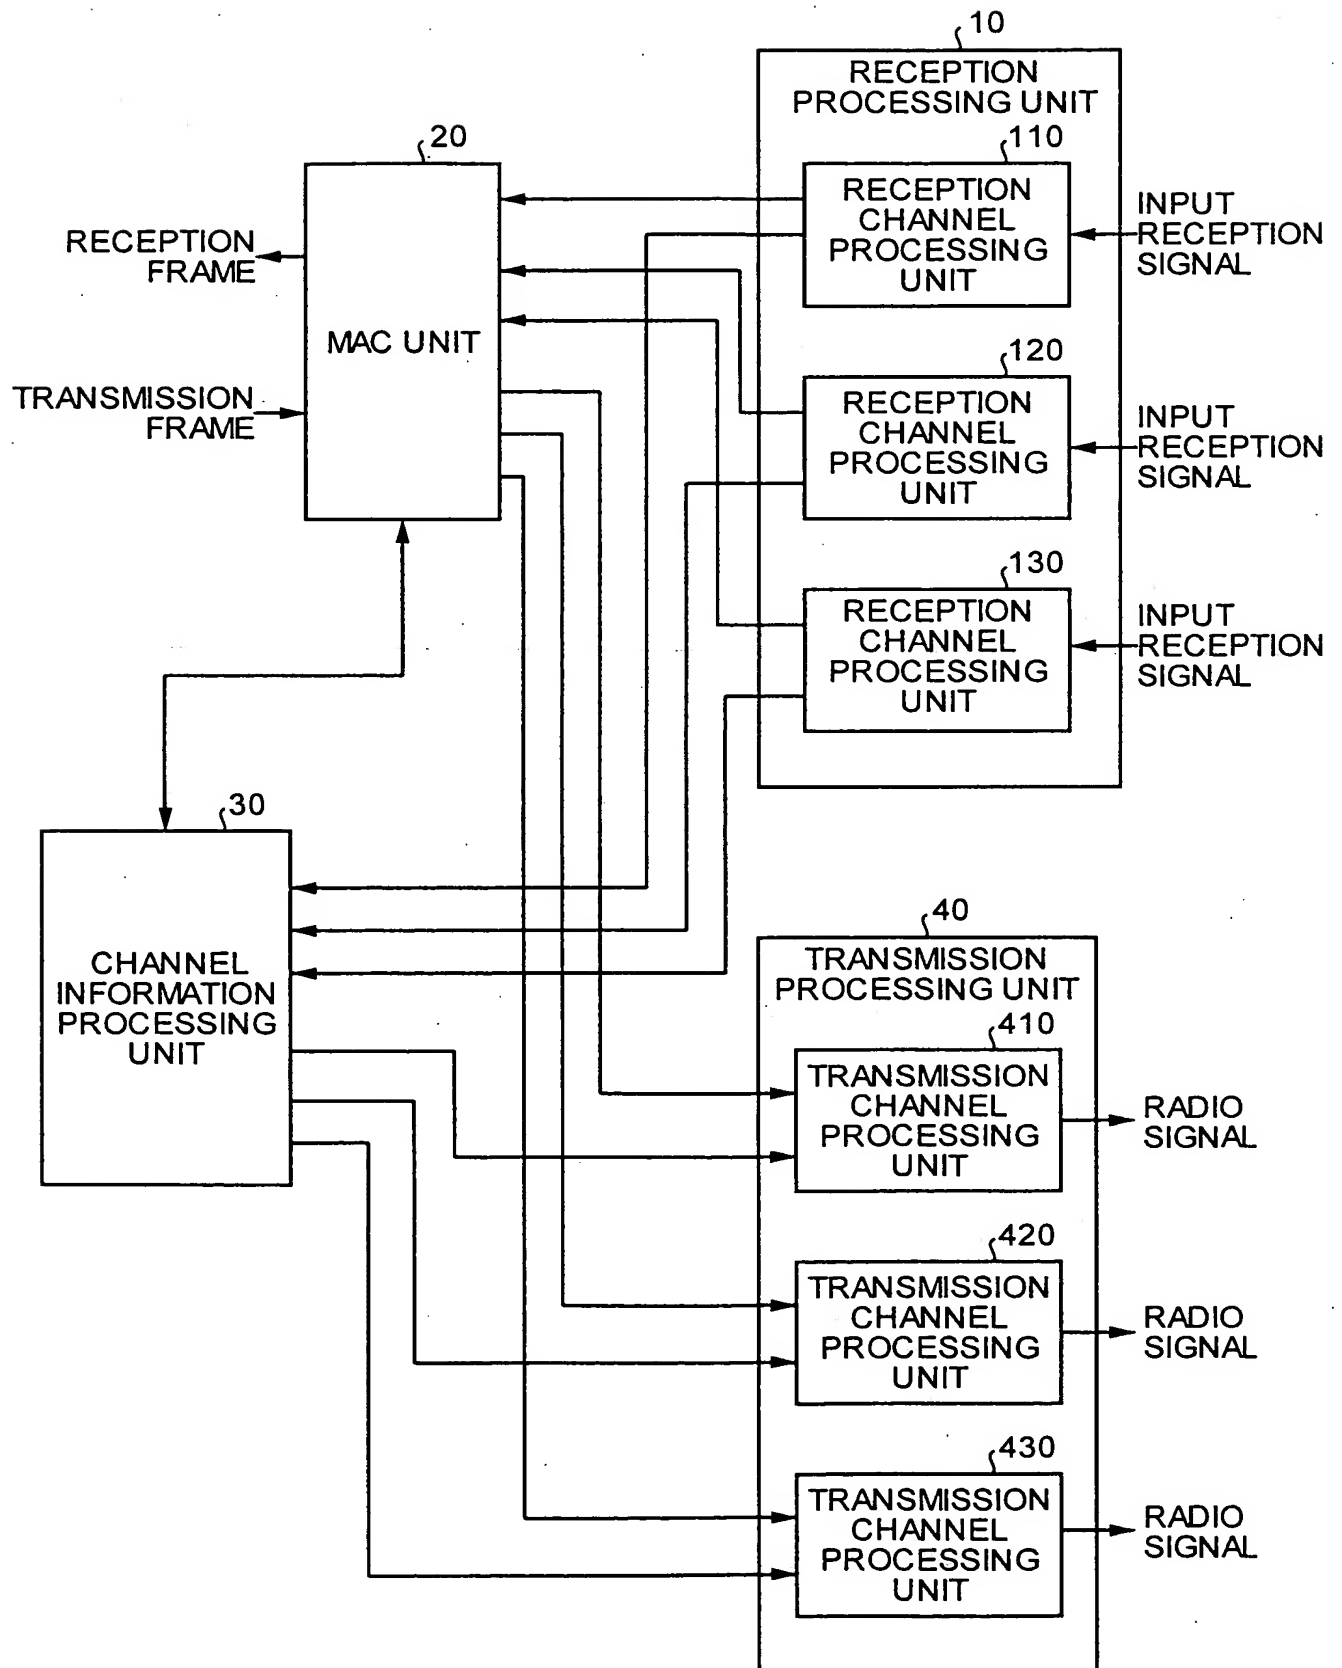 10
RECEPTION
PROCESSING UNIT
20
110
RECEPTION
CHANNEL
PROCESSING
UNIT
INPUT
RECEPTION
SIGNAL
RECEPTION
FRAME
MAC UNIT
TRANSMISSION
FRAME
120
RECEPTION
CHANNEL
PROCESSING
UNIT
INPUT
RECEPTION
SIGNAL
130
RECEPTION
CHANNEL
PROCESSING
UNIT
INPUT
RECEPTION
SIGNAL
30
CHANNEL
INFORMATION
PROCESSING
UNIT
40
TRANSMISSION
PROCESSING UNIT
410
TRANSMISSION
CHANNEL
PROCESSING
UNIT
RADIO
SIGNAL
420
TRANSMISSION
CHANNEL
PROCESSING
UNIT
RADIO
SIGNAL
430
TRANSMISSION
CHANNEL
PROCESSING
UNIT
RADIO
SIGNAL